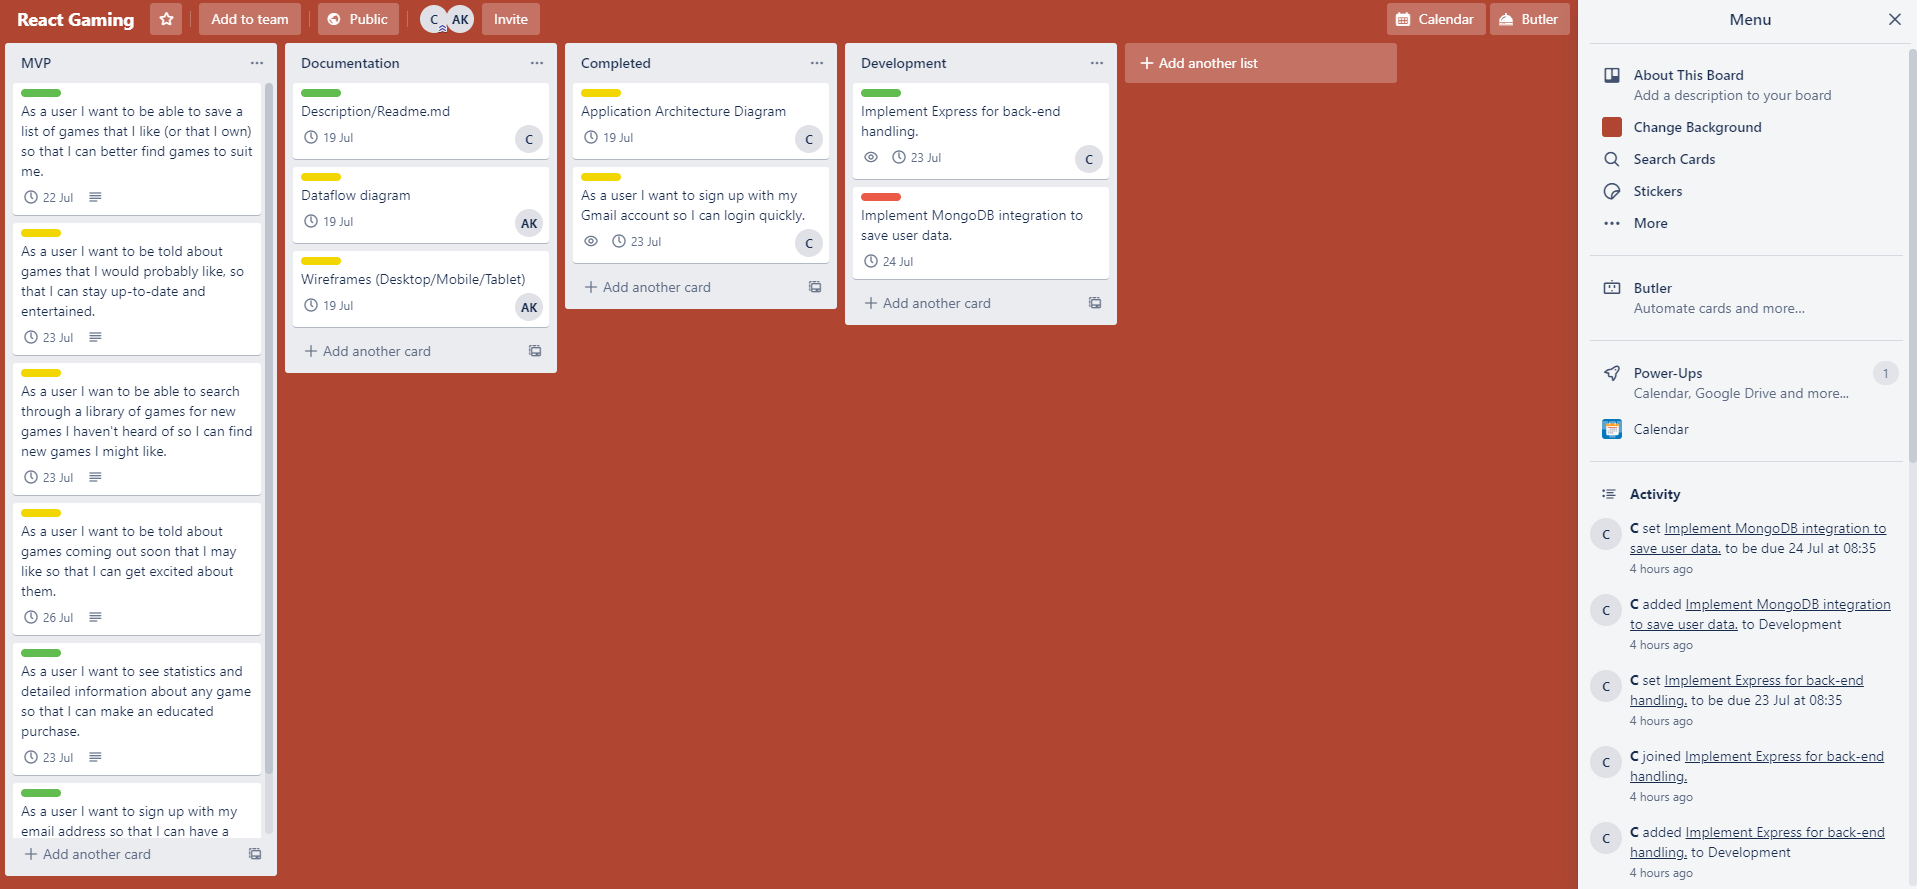 React Gaming
Add to team
Public
C
AK
Invite
Calendar
Butler
MVP
As a user I want to be able to save a
list of games that I like (or that I own)
so that I can better find games to suit
me.
22 Jul
As a user I want to be told about
games that I would probably like, so
that I can stay up-to-date and
entertained.
23 Jul
As a user I wan to be able to search
through a library of games for new
games I haven't heard of so I can find
new games I might like.
23 Jul
As a user I want to be told about
games coming out soon that I may
like so that I can get excited about
them.
26 Jul
As a user I want to see statistics and
detailed information about any game
so that I can make an educated
purchase.
23 Jul
As a user I want to sign up with my
email address so that I can have a
Add another card
Documentation
Description/Readme.md
19 Jul
C
Dataflow diagram
19 Jul
AK
Wireframes (Desktop/Mobile/Tablet)
19 Jul
AK
Add another card
Completed
Application Architecture Diagram
19 Jul
C
As a user I want to sign up with my
Gmail account so I can login quickly.
23 Jul
C
Add another card
Development
Implement Express for back-end
handling.
23 Jul
C
Implement MongoDB integration to
save user data.
24 Jul
Add another card
Add another list
Menu
About This Board
Add a description to your board
Change Background
Search Cards
Stickers
More
Butler
Automate cards and more...
Power-Ups
1
Calendar, Google Drive and more...
Calendar
Activity
C
C set Implement MongoDB integration to
save user data. to be due 24 Jul at 08:35
4 hours ago
C
C added Implement MongoDB integration
to save user data. to Development
4 hours ago
C
C set Implement Express for back-end
handling. to be due 23 Jul at 08:35
4 hours ago
C
C joined Implement Express for back-end
handling.
4 hours ago
C
C added Implement Express for back-end
handling. to Development
4 hours ago